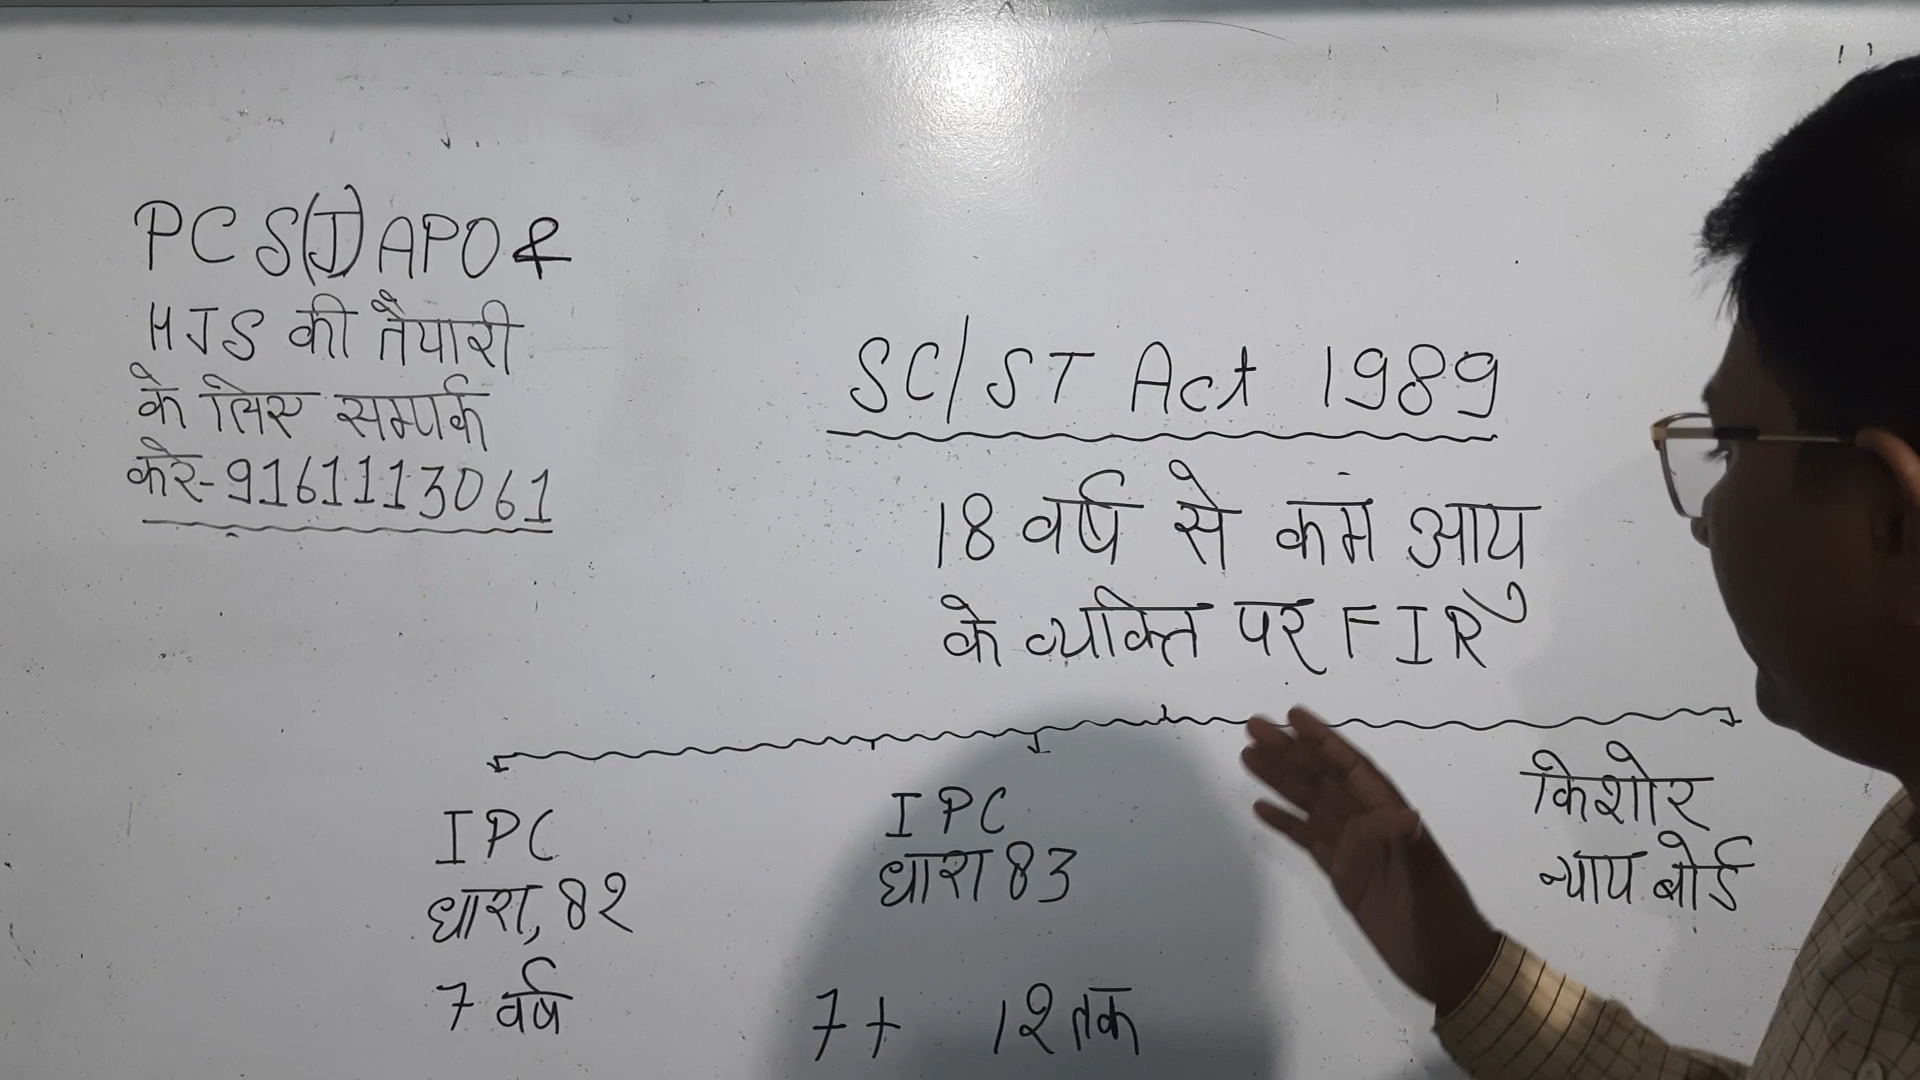 PCS(J) APO &
HJS की तैयारी
के लिए सम्पर्क
करे-9161113061
SC/ST Act 1989
18 वर्ष से कम आयु
के व्यक्ति पर FIR
IPC
धारा, 82
7 वर्ष
IPC
धारा 83
7+ 12 तक
किशोर
न्याय बोर्ड